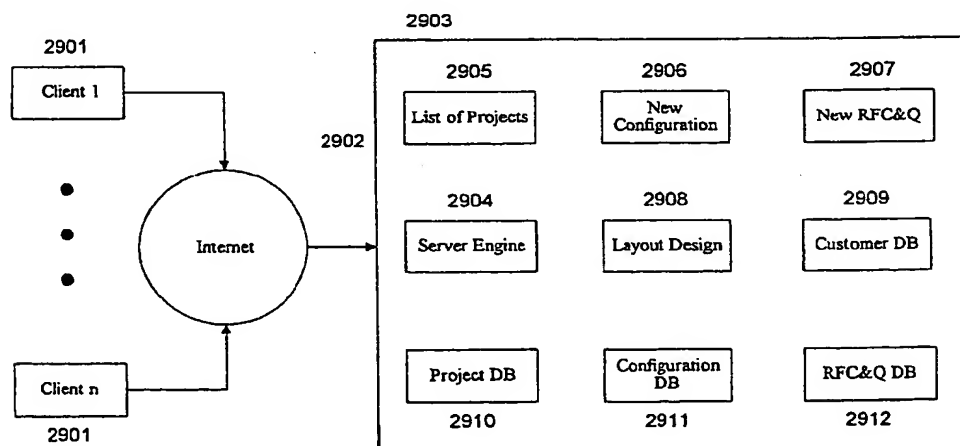 2903
2901
Client 1
2905
2906
2907
List of Projects
New
Configuration
New RFC&Q
2902
2904
2908
2909
Internet
Server Engine
Layout Design
Customer DB
Client n
2901
Project DB
Configuration
DB
RFC&Q DB
2910
2911
2912